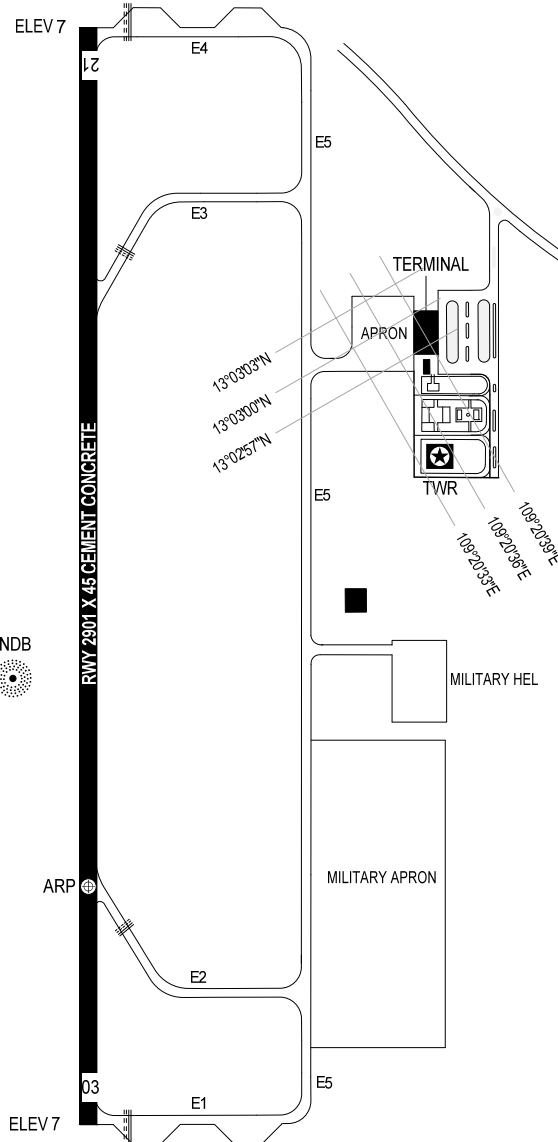 ELEV 7
21
E4
E5
E3
TERMINAL
APRON
13°03'03"N
13°03'00"N
13°02'57"N
TWR
109°20'39"E
109°20'36"E
109°20'33"E
E5
RWY 2901 X 45 CEMENT CONCRETE
NDB
MILITARY HEL
ARP
MILITARY APRON
E2
03
E1
E5
ELEV 7